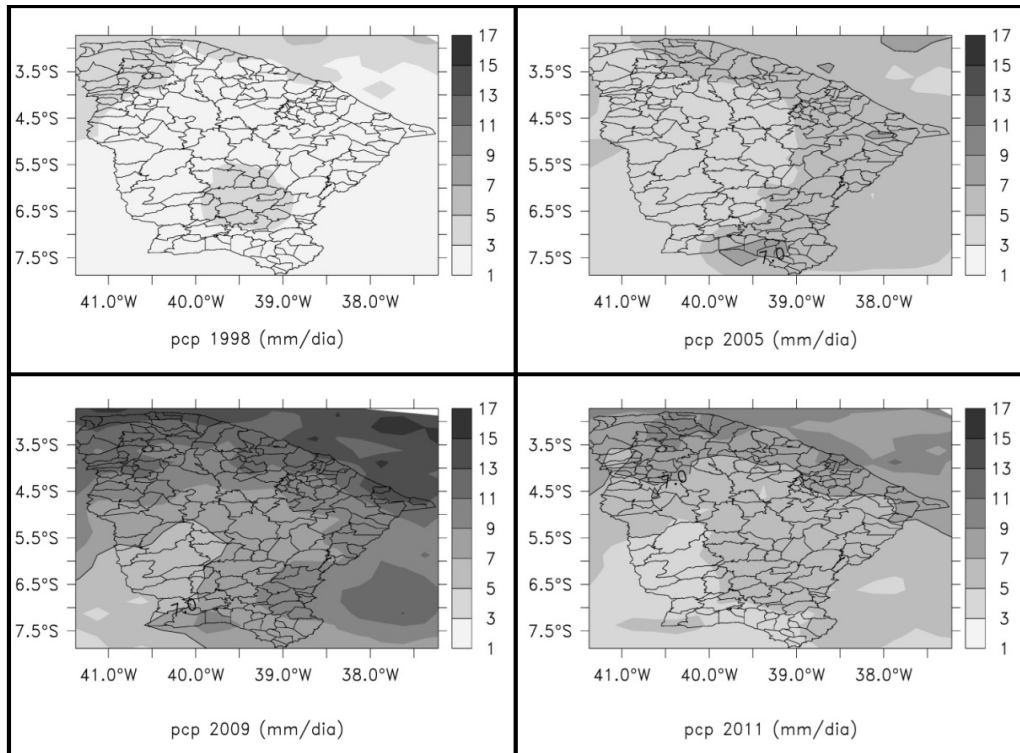 3.5°S
4.5°S
5.5°S
6.5°S
7.5°S
41.0°W 40.0°W 39.0°W 38.0°W
17
15
13
11
9
7
5
3
1
pcp 1998 (mm/dia)
3.5°S
4.5°S
5.5°S
6.5°S
7.5°S
7.0
41.0°W 40.0°W 39.0°W 38.0°W
17
15
13
11
9
7
5
3
1
pcp 2005 (mm/dia)
3.5°S
4.5°S
5.5°S
6.5°S
7.5°S
7.0
41.0°W 40.0°W 39.0°W 38.0°W
17
15
13
11
9
7
5
3
1
pcp 2009 (mm/dia)
3.5°S
4.5°S
5.5°S
6.5°S
7.5°S
7.0
41.0°W 40.0°W 39.0°W 38.0°W
17
15
13
11
9
7
5
3
1
pcp 2011 (mm/dia)